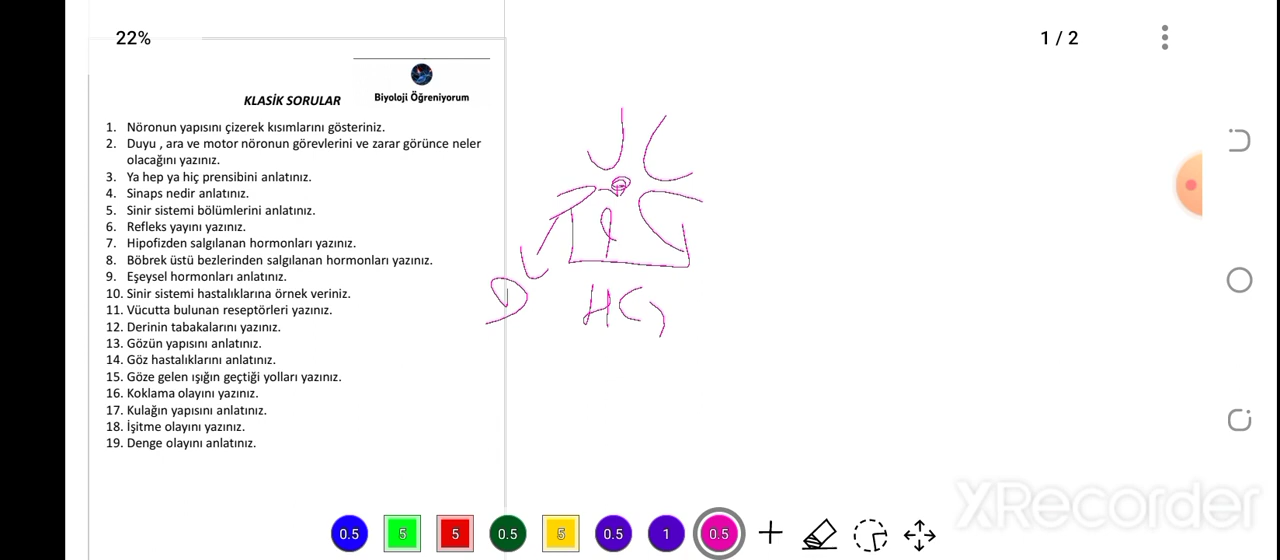 22%
1 / 2
KLASİK SORULAR
Biyoloji Öğreniyorum
1. Nöronun yapısını çizerek kısımlarını gösteriniz.
2. Duyu , ara ve motor nöronun görevlerini ve zarar görünce neler
olacağını yazınız.
3. Ya hep ya hiç prensibini anlatınız.
4. Sinaps nedir anlatınız.
5. Sinir sistemi bölümlerini anlatınız.
6. Refleks yayını yazınız.
7. Hipofizden salgılanan hormonları yazınız.
8. Böbrek üstü bezlerinden salgılanan hormonları yazınız.
9. Eşeysel hormonları anlatınız.
10. Sinir sistemi hastalıklarına örnek veriniz.
11. Vücutta bulunan reseptörleri yazınız.
12. Derinin tabakalarını yazınız.
13. Gözün yapısını anlatınız.
14. Göz hastalıklarını anlatınız.
15. Göze gelen ışığın geçtiği yolları yazınız.
16. Koklama olayını yazınız.
17. Kulağın yapısını anlatınız.
18. İşitme olayını yazınız.
19. Denge olayını anlatınız.
D
0.5 5 5 0.5 5 0.5 1 0.5
XRecorder